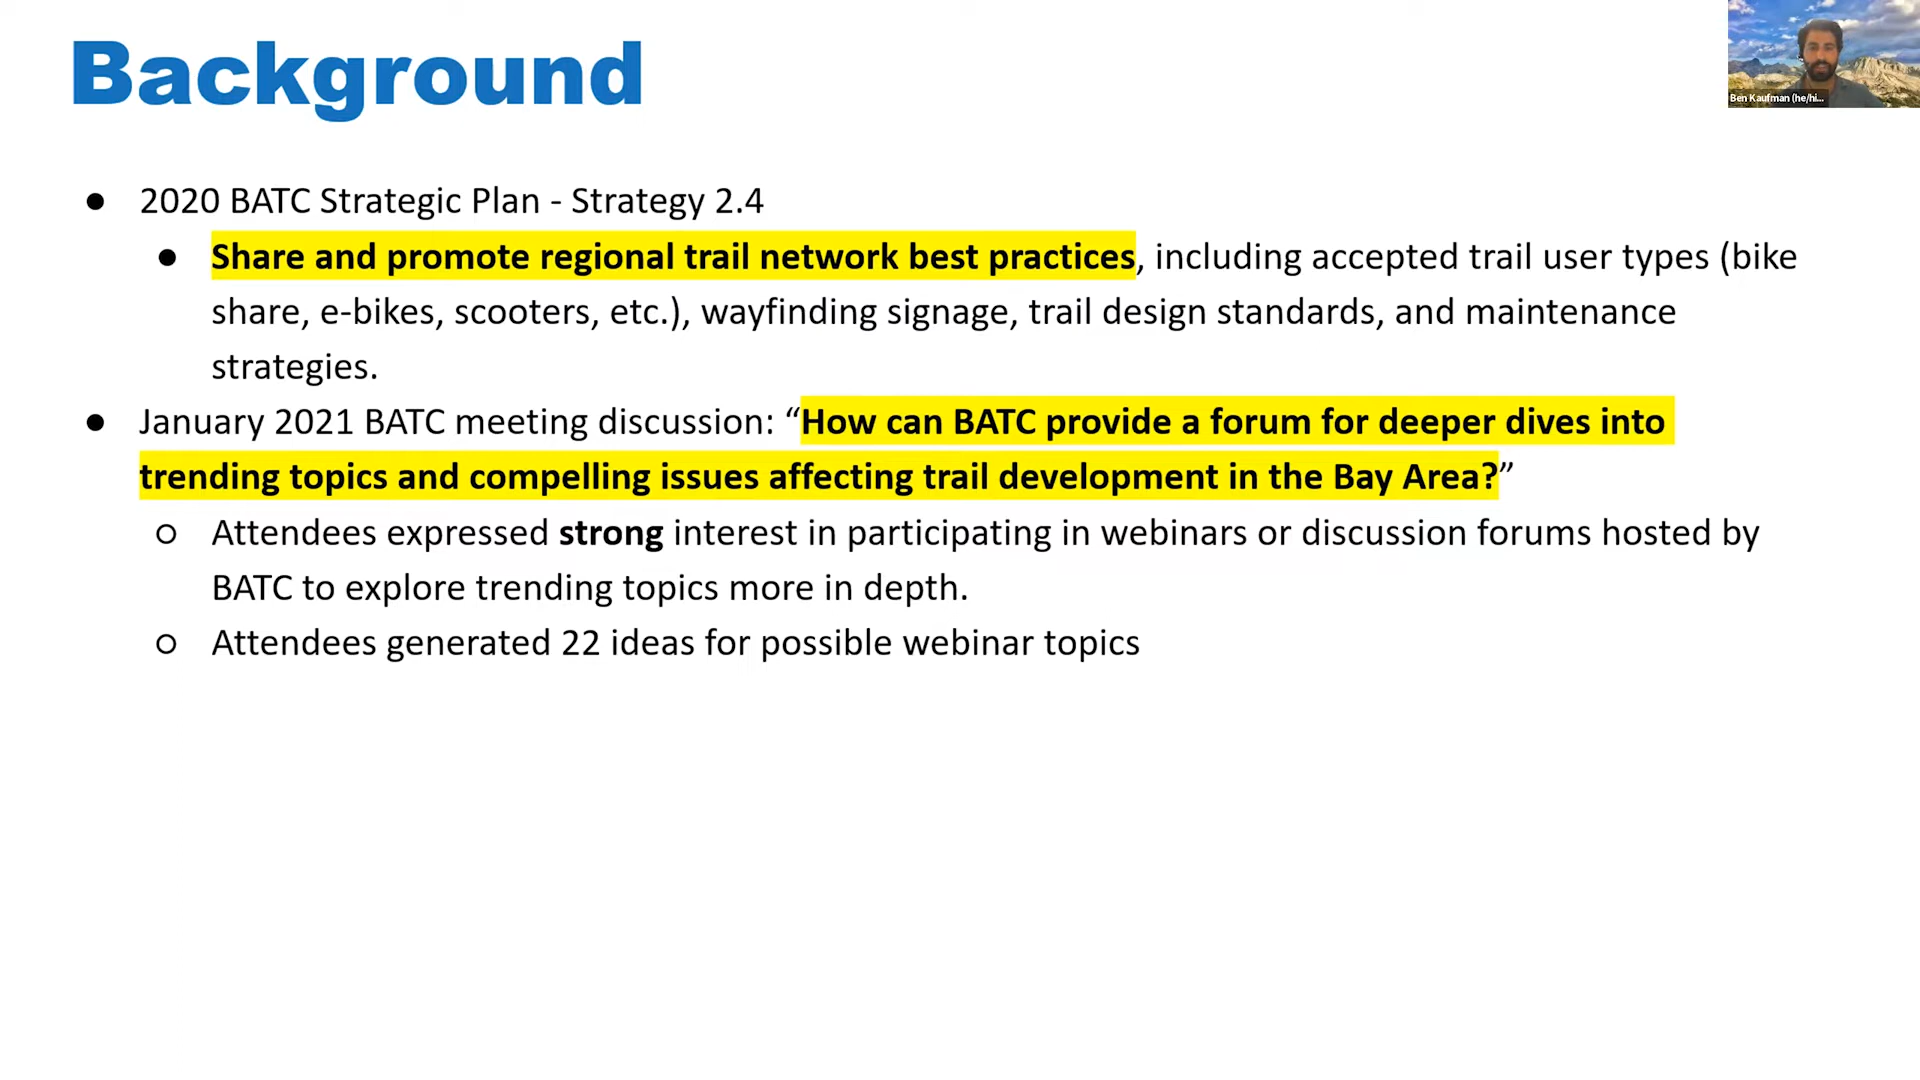 Background
Ben Kaufman (he/hi...
● 2020 BATC Strategic Plan - Strategy 2.4
● Share and promote regional trail network best practices, including accepted trail user types (bike
share, e-bikes, scooters, etc.), wayfinding signage, trail design standards, and maintenance
strategies.
● January 2021 BATC meeting discussion: “How can BATC provide a forum for deeper dives into
trending topics and compelling issues affecting trail development in the Bay Area?”
○ Attendees expressed strong interest in participating in webinars or discussion forums hosted by
BATC to explore trending topics more in depth.
○ Attendees generated 22 ideas for possible webinar topics